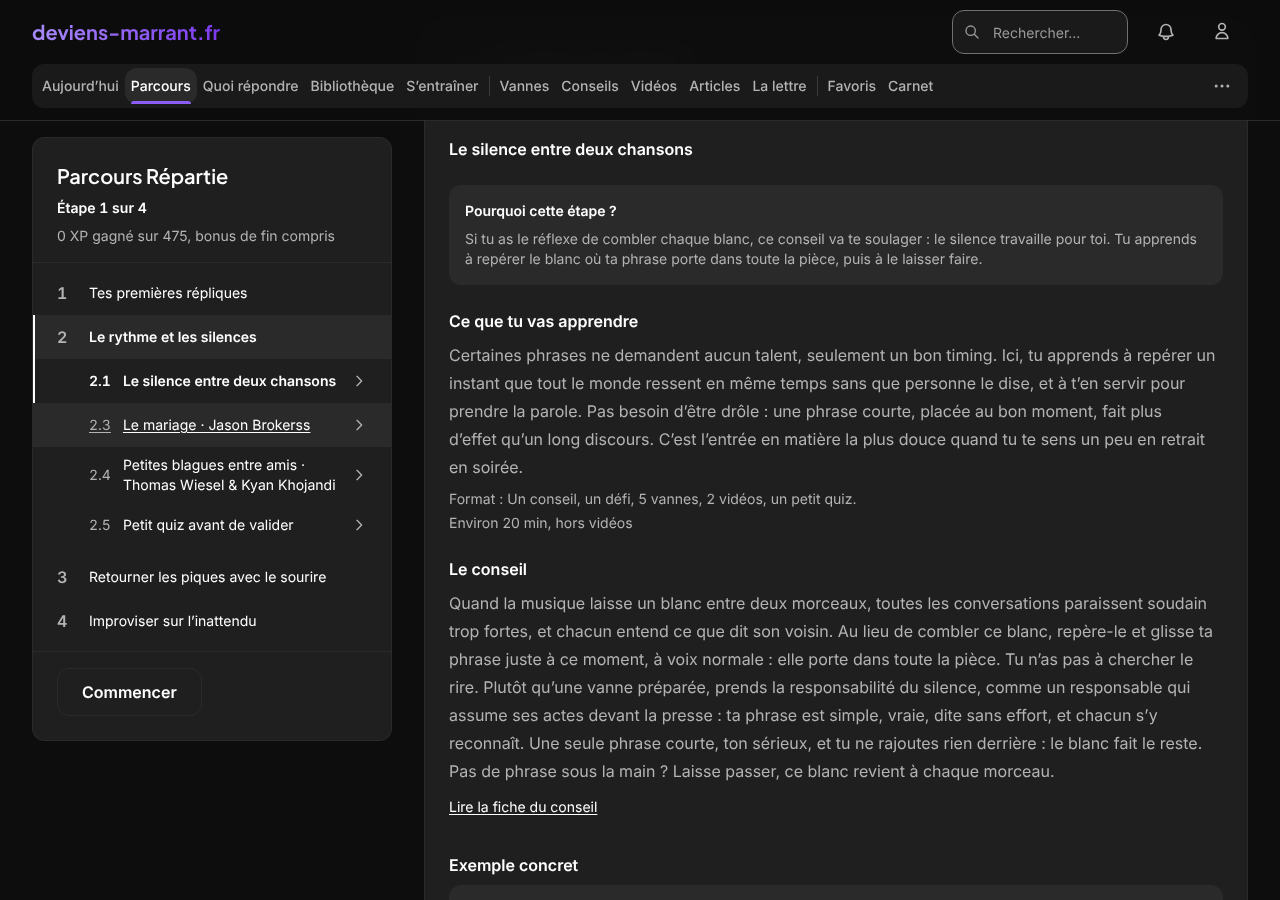 deviens-marrant.fr
Rechercher...
Aujourd’hui
Parcours
Quoi répondre
Bibliothèque
S’entraîner
Vannes
Conseils
Vidéos
Articles
La lettre
Favoris
Carnet
Parcours Répartie
Étape 1 sur 4
0 XP gagné sur 475, bonus de fin compris
1 Tes premières répliques
2 Le rythme et les silences
2.1 Le silence entre deux chansons
2.3 Le mariage · Jason Brokerss
2.4 Petites blagues entre amis ·
Thomas Wiesel & Kyan Khojandi
2.5 Petit quiz avant de valider
3 Retourner les piques avec le sourire
4 Improviser sur l’inattendu
Commencer
Le silence entre deux chansons
Pourquoi cette étape ?
Si tu as le réflexe de combler chaque blanc, ce conseil va te soulager : le silence travaille pour toi. Tu apprends
à repérer le blanc où ta phrase porte dans toute la pièce, puis à le laisser faire.
Ce que tu vas apprendre
Certaines phrases ne demandent aucun talent, seulement un bon timing. Ici, tu apprends à repérer un
instant que tout le monde ressent en même temps sans que personne le dise, et à t’en servir pour
prendre la parole. Pas besoin d’être drôle : une phrase courte, placée au bon moment, fait plus
d’effet qu’un long discours. C’est l’entrée en matière la plus douce quand tu te sens un peu en retrait
en soirée.
Format : Un conseil, un défi, 5 vannes, 2 vidéos, un petit quiz.
Environ 20 min, hors vidéos
Le conseil
Quand la musique laisse un blanc entre deux morceaux, toutes les conversations paraissent soudain
trop fortes, et chacun entend ce que dit son voisin. Au lieu de combler ce blanc, repère-le et glisse ta
phrase juste à ce moment, à voix normale : elle porte dans toute la pièce. Tu n’as pas à chercher le
rire. Plutôt qu’une vanne préparée, prends la responsabilité du silence, comme un responsable qui
assume ses actes devant la presse : ta phrase est simple, vraie, dite sans effort, et chacun s’y
reconnaît. Une seule phrase courte, ton sérieux, et tu ne rajoutes rien derrière : le blanc fait le reste.
Pas de phrase sous la main ? Laisse passer, ce blanc revient à chaque morceau.
Lire la fiche du conseil
Exemple concret